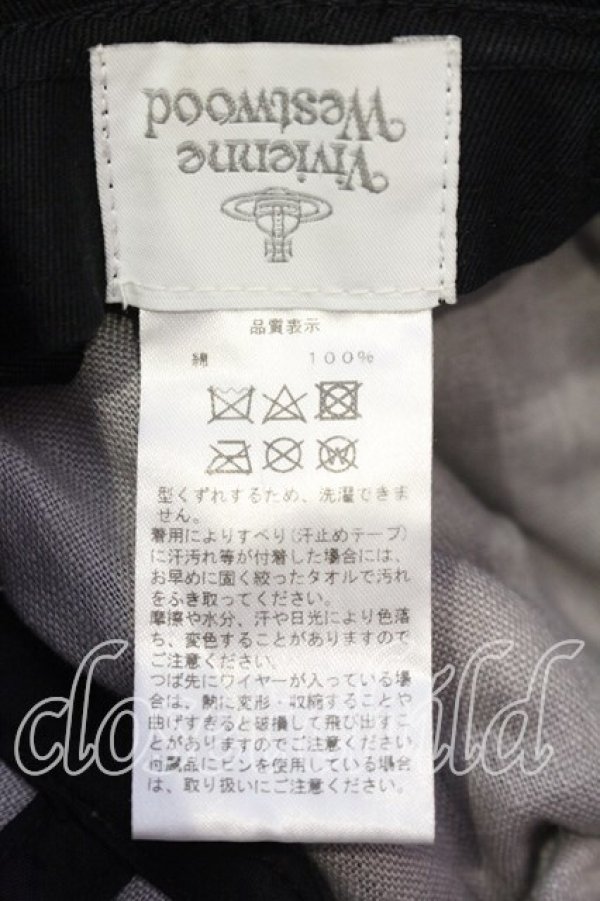 Vivienne
Westwood
品質表示
綿 100%
型くずれするため、洗濯できま
せん。
着用によりすべり(汗止めテープ)
に汗汚れ等が付着した場合には、
お早めに固く絞ったタオルで汚れ
をふき取ってください。
摩擦や水分、汗や日光により色落
ち、変色することがありますので
ご注意ください。
つば先にワイヤーが入っている場
合は、熱に変形・収縮することや
曲げすぎると破損して飛び出すこ
とがありますのでご注意ください
付属品にピンを使用している場合
は、取り扱いにご注意ください。